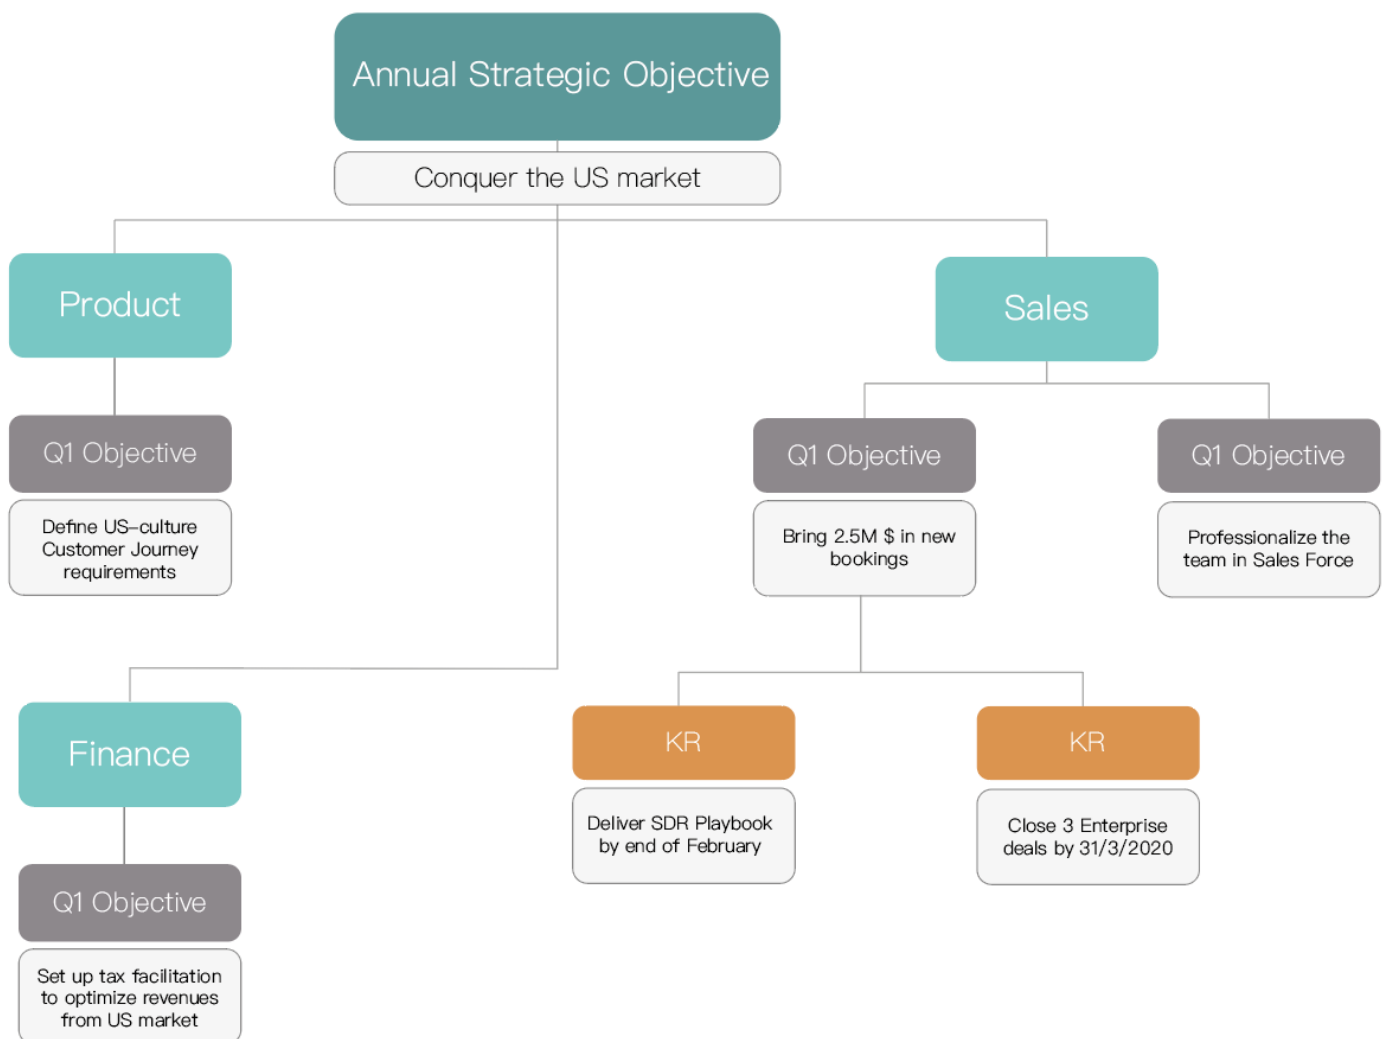 Annual Strategic Objective
Conquer the US market
Product
Sales
Q1 Objective
Define US-culture
Customer Journey
requirements
Q1 Objective
Bring 2.5M $ in new
bookings
Q1 Objective
Professionalize the
team in Sales Force
Finance
Q1 Objective
Set up tax facilitation
to optimize revenues
from US market
KR
Deliver SDR Playbook
by end of February
KR
Close 3 Enterprise
deals by 31/3/2020